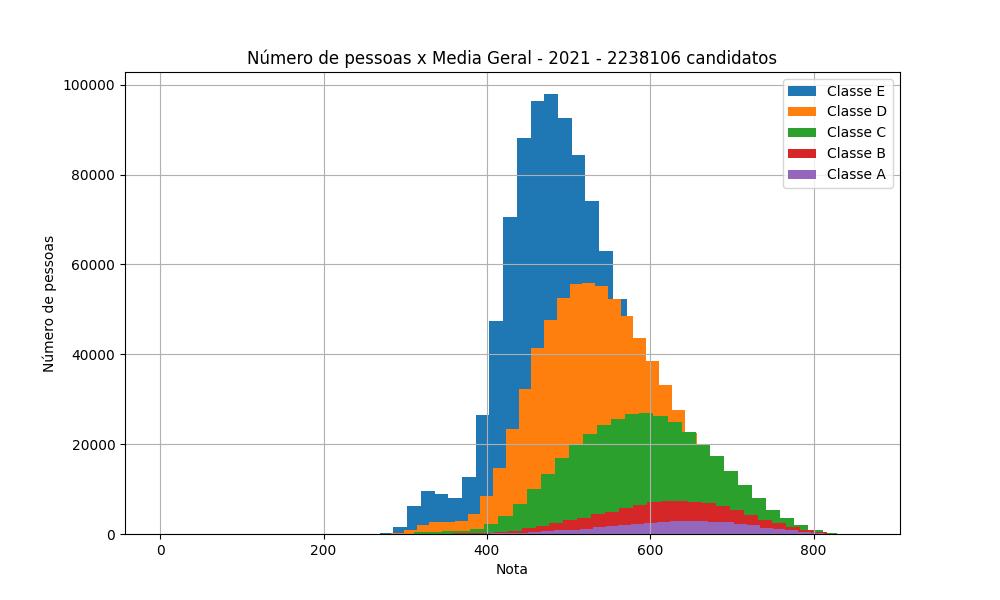 Número de pessoas x Media Geral - 2021 - 2238106 candidatos
Classe E
Classe D
Classe C
Classe B
Classe A
Número de pessoas
100000
80000
60000
40000
20000
0
0 200 400 600 800
Nota